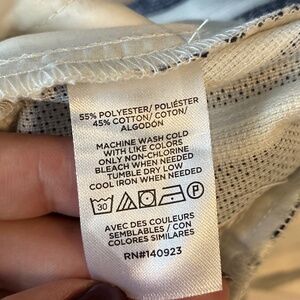 55% POLYESTER/ POLIÉSTER
45% COTTON/ COTON/
ALGODÓN
MACHINE WASH COLD
WITH LIKE COLORS
ONLY NON-CHLORINE
BLEACH WHEN NEEDED
TUMBLE DRY LOW
COOL IRON WHEN NEEDED
30 P
AVEC DES COULEURS
SEMBLABLES / CON
COLORES SIMILARES
RN#140923